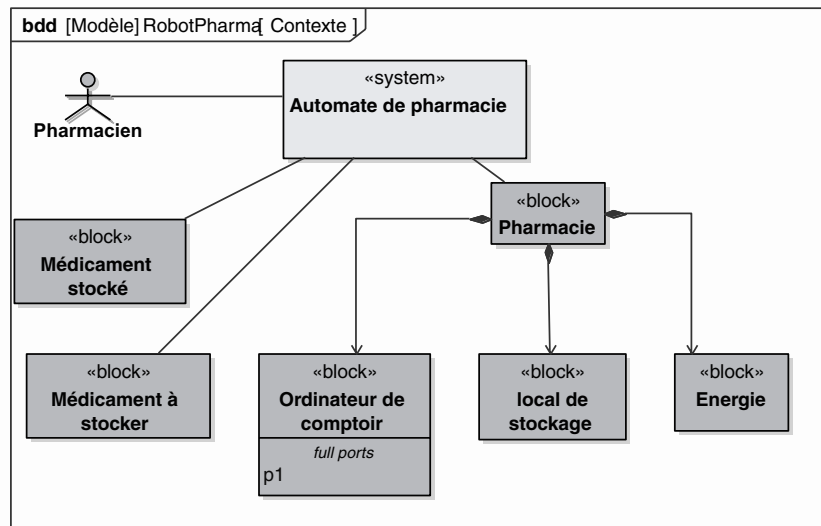 bdd [Modèle] RobotPharma[ Contexte ]
«system»
Automate de pharmacie
Pharmacien
«block»
Pharmacie
«block»
Médicament
stocké
«block»
Médicament à
stocker
«block»
Ordinateur de
comptoir
full ports
p1
«block»
local de
stockage
«block»
Energie